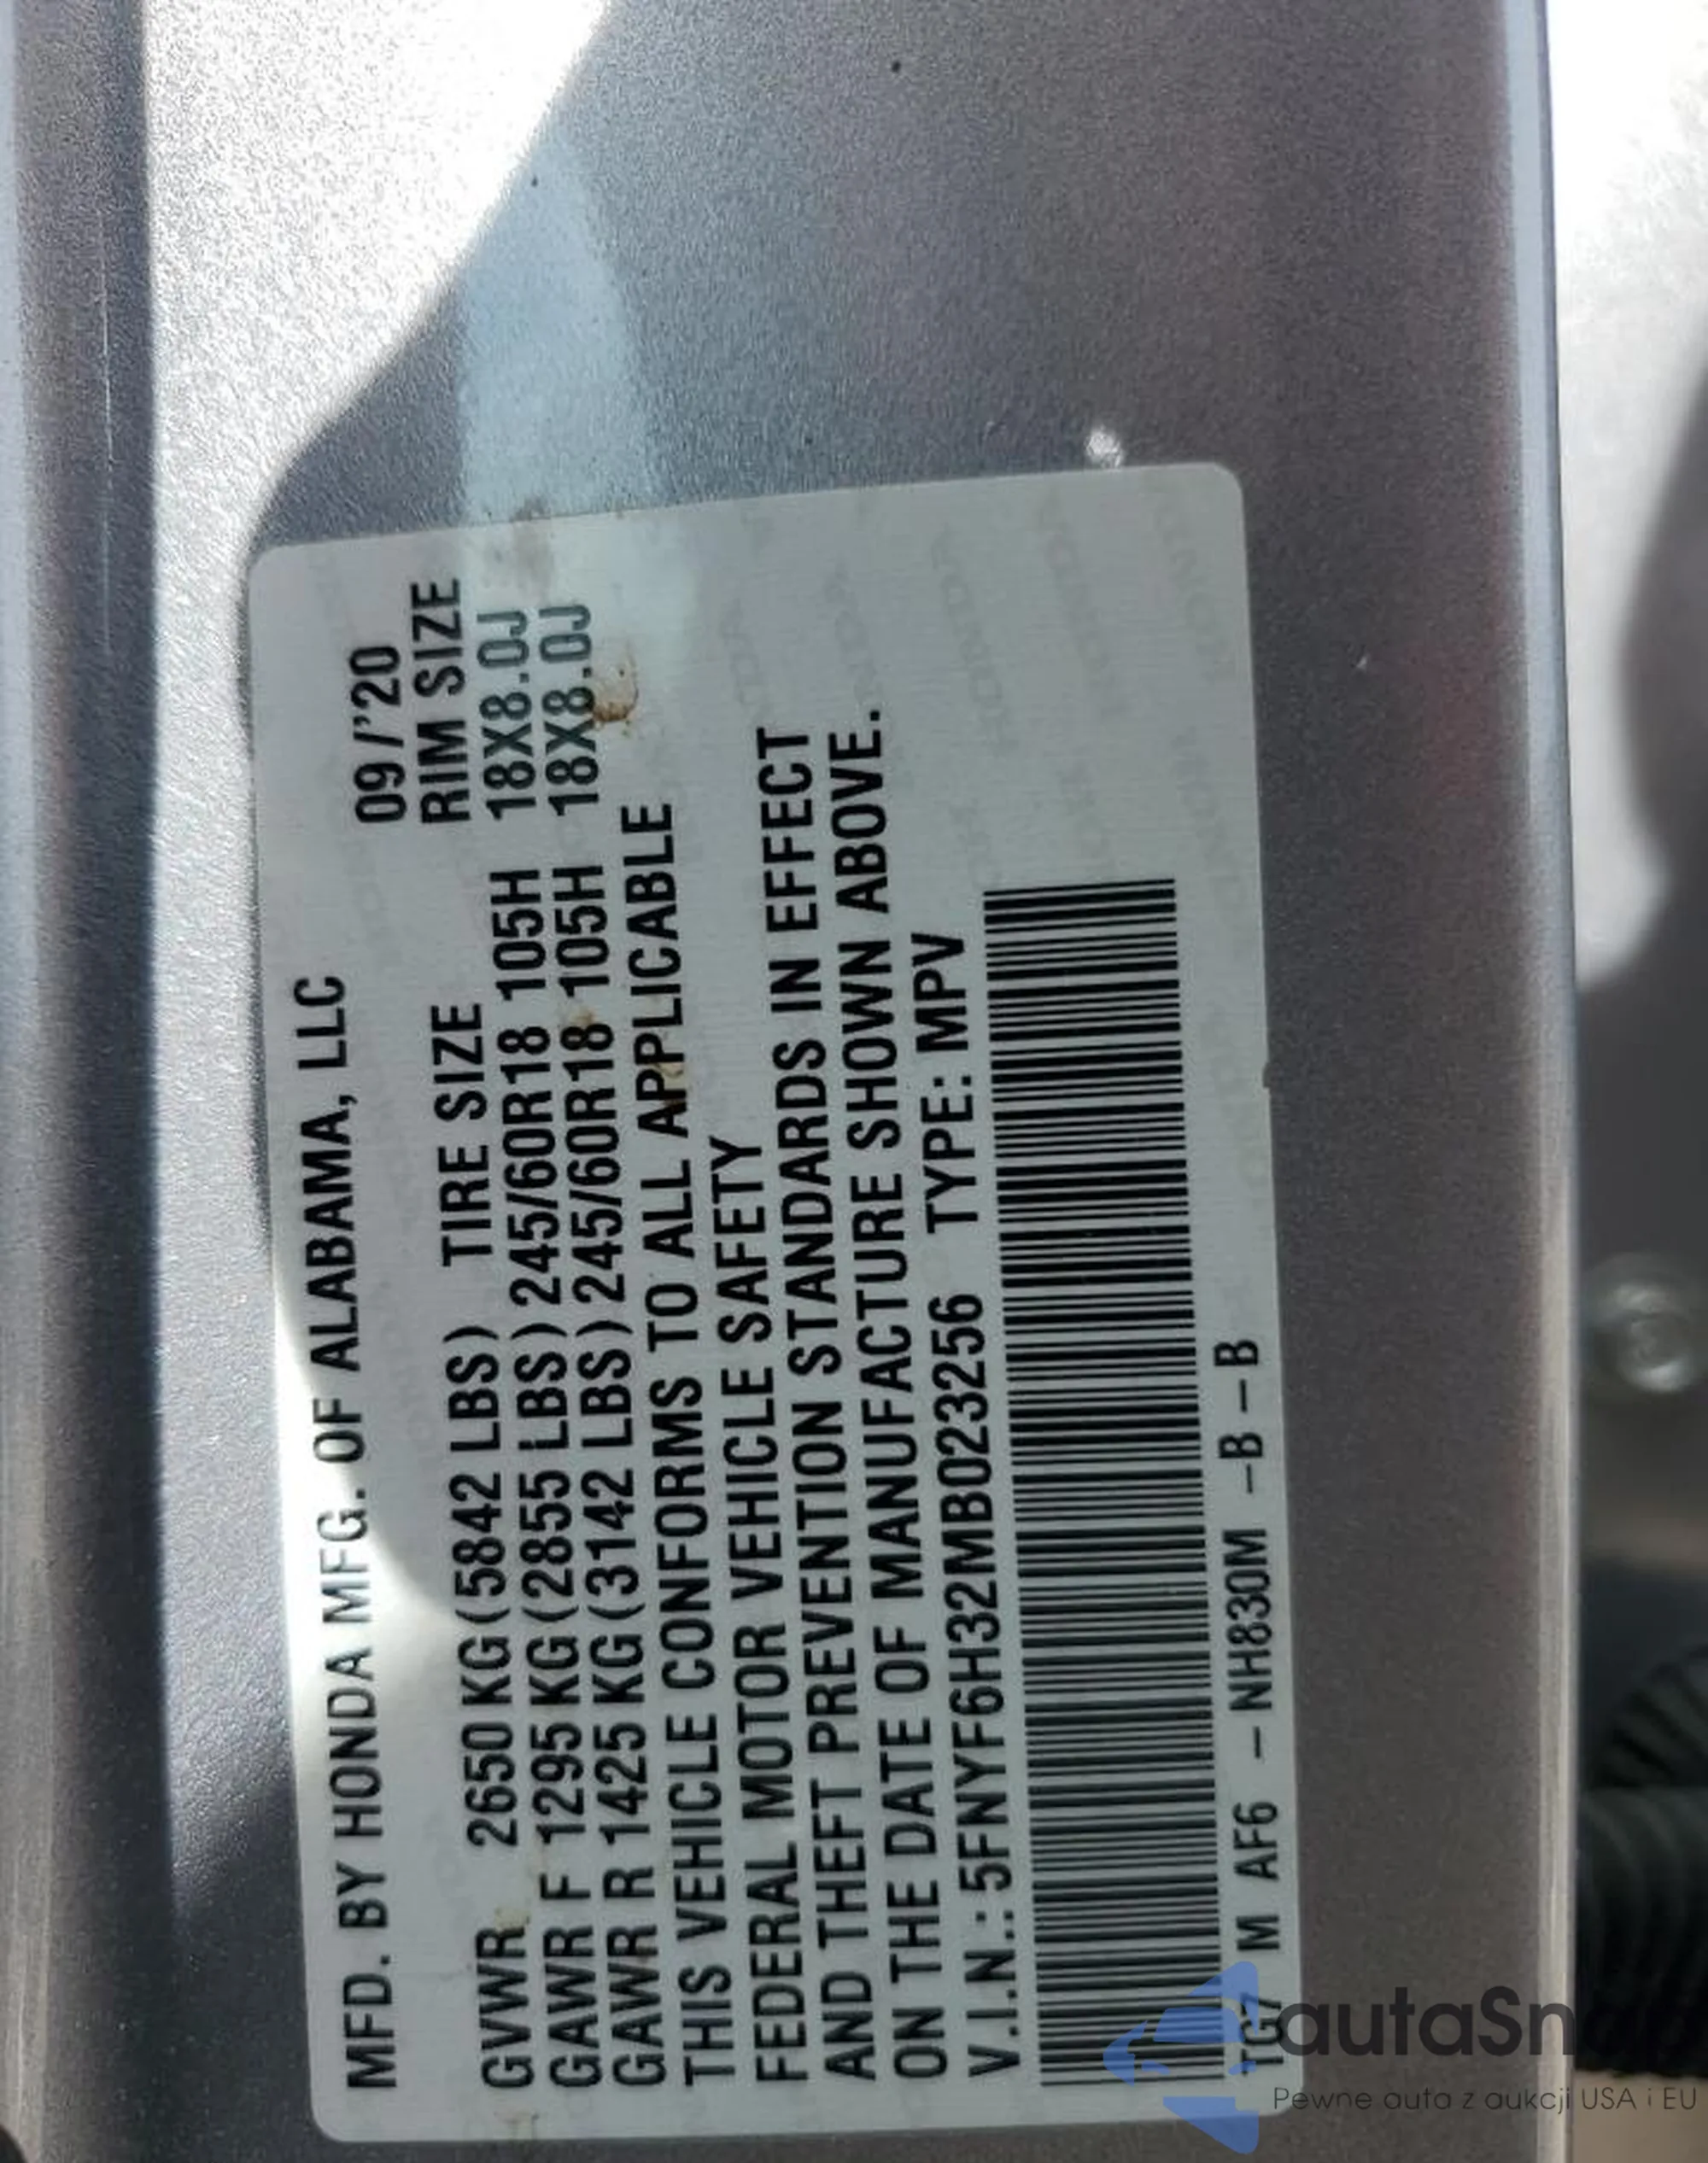 MFD. BY HONDA MFG. OF ALABAMA, LLC
09/'20
TIRE SIZE RIM SIZE
GVWR 2650 KG (5842 LBS)
GAWR F 1295 KG (2855 LBS) 245/60R18 105H 18X8.0J
GAWR R 1425 KG (3142 LBS) 245/60R18 105H 18X8.0J
THIS VEHICLE CONFORMS TO ALL APPLICABLE
FEDERAL MOTOR VEHICLE SAFETY
AND THEFT PREVENTION STANDARDS IN EFFECT
ON THE DATE OF MANUFACTURE SHOWN ABOVE.
V.I.N.: 5FNYF6H32MB023256 TYPE: MPV
TG7 M AF6 -NH830M -B-B
autaSnap
Pewne auta z aukcji USA i EU